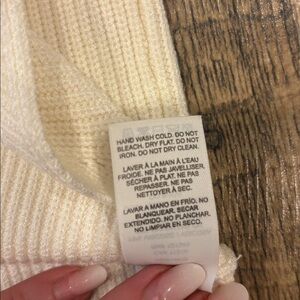 HAND WASH COLD. DO NOT
BLEACH. DRY FLAT. DO NOT
IRON. DO NOT DRY CLEAN.
LAVER À LA MAIN À L'EAU
FROIDE. NE PAS JAVELLISER.
SÉCHER À PLAT. NE PAS
REPASSER. NE PAS
NETTOYER À SEC.
LAVAR A MANO EN FRÍO. NO
BLANQUEAR. SECAR
EXTENDIDO. NO PLANCHAR.
NO LIMPIAR EN SECO.